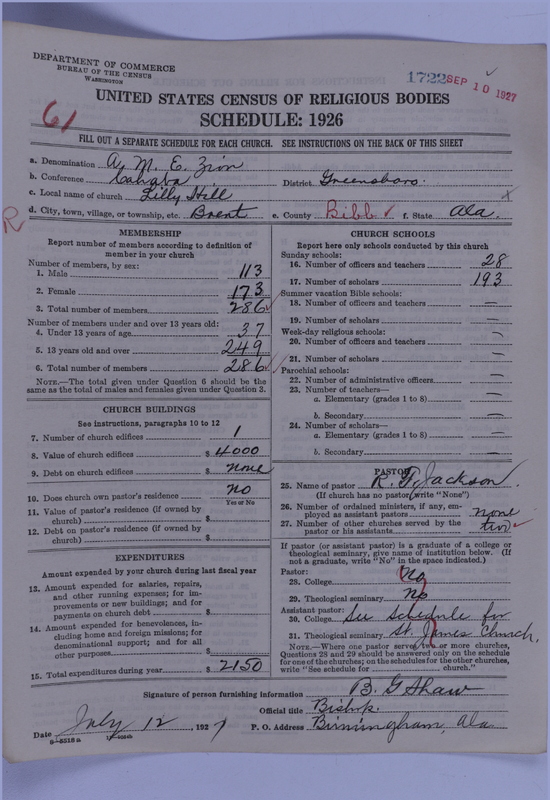 DEPARTMENT OF COMMERCE
BUREAU OF THE CENSUS
WASHINGTON
1722 SEP 10 1927
61
UNITED STATES CENSUS OF RELIGIOUS BODIES
SCHEDULE: 1926
FILL OUT A SEPARATE SCHEDULE FOR EACH CHURCH. SEE INSTRUCTIONS ON THE BACK OF THIS SHEET
a. Denomination A. M. E. Zion
b. Conference Cahaba District Greensboro.
c. Local name of church Lilly Hill
R
d. City, town, village, or township, etc. Brent e. County Bibb ✓ f. State Ala.
MEMBERSHIP
Report number of members according to definition of
member in your church
Number of members, by sex:
1. Male 113
2. Female 173
3. Total number of members 286
Number of members under and over 13 years old:
4. Under 13 years of age 37
5. 13 years old and over 249
6. Total number of members 286
NOTE.—The total given under Question 6 should be the
same as the total of males and females given under Question 3.
CHURCH BUILDINGS
See instructions, paragraphs 10 to 12
7. Number of church edifices 1
8. Value of church edifices $ 4000
9. Debt on church edifices $ none
10. Does church own pastor's residence no
Yes or No
11. Value of pastor's residence (if owned by
church) $
12. Debt on pastor's residence (if owned by
church) $
EXPENDITURES
Amount expended by your church during last fiscal year
13. Amount expended for salaries, repairs,
and other running expenses; for im-
provements or new buildings; and for
payments on church debt $
14. Amount expended for benevolences, in-
cluding home and foreign missions; for
denominational support; and for all
other purposes $
15. Total expenditures during year $ 2150
CHURCH SCHOOLS
Report here only schools conducted by this church
Sunday schools:
16. Number of officers and teachers 28
17. Number of scholars 193
Summer vacation Bible schools:
18. Number of officers and teachers —
19. Number of scholars —
Week-day religious schools:
20. Number of officers and teachers —
21. Number of scholars —
Parochial schools:
22. Number of administrative officers —
23. Number of teachers—
a. Elementary (grades 1 to 8) —
b. Secondary —
24. Number of scholars—
a. Elementary (grades 1 to 8) —
b. Secondary —
PASTOR
25. Name of pastor R. T. Jackson.
(If church has no pastor, write "None")
26. Number of ordained ministers, if any, em-
ployed as assistant pastors none
27. Number of other churches served by the
pastor or his assistants two
If pastor (or assistant pastor) is a graduate of a college or
theological seminary, give name of institution below. (If
not a graduate, write "No" in the space indicated.)
Pastor:
28. College No
29. Theological seminary No
Assistant pastor:
30. College See Schedule for
31. Theological seminary St. James Church.
NOTE.—Where one pastor serves two or more churches,
Questions 28 and 29 should be answered only on the schedule
for one of the churches; on the schedules for the other churches,
write "See schedule for church."
Signature of person furnishing information B. G Shaw
Official title Bishop.
Date July 12, 1927 P. O. Address Birmingham, Ala.